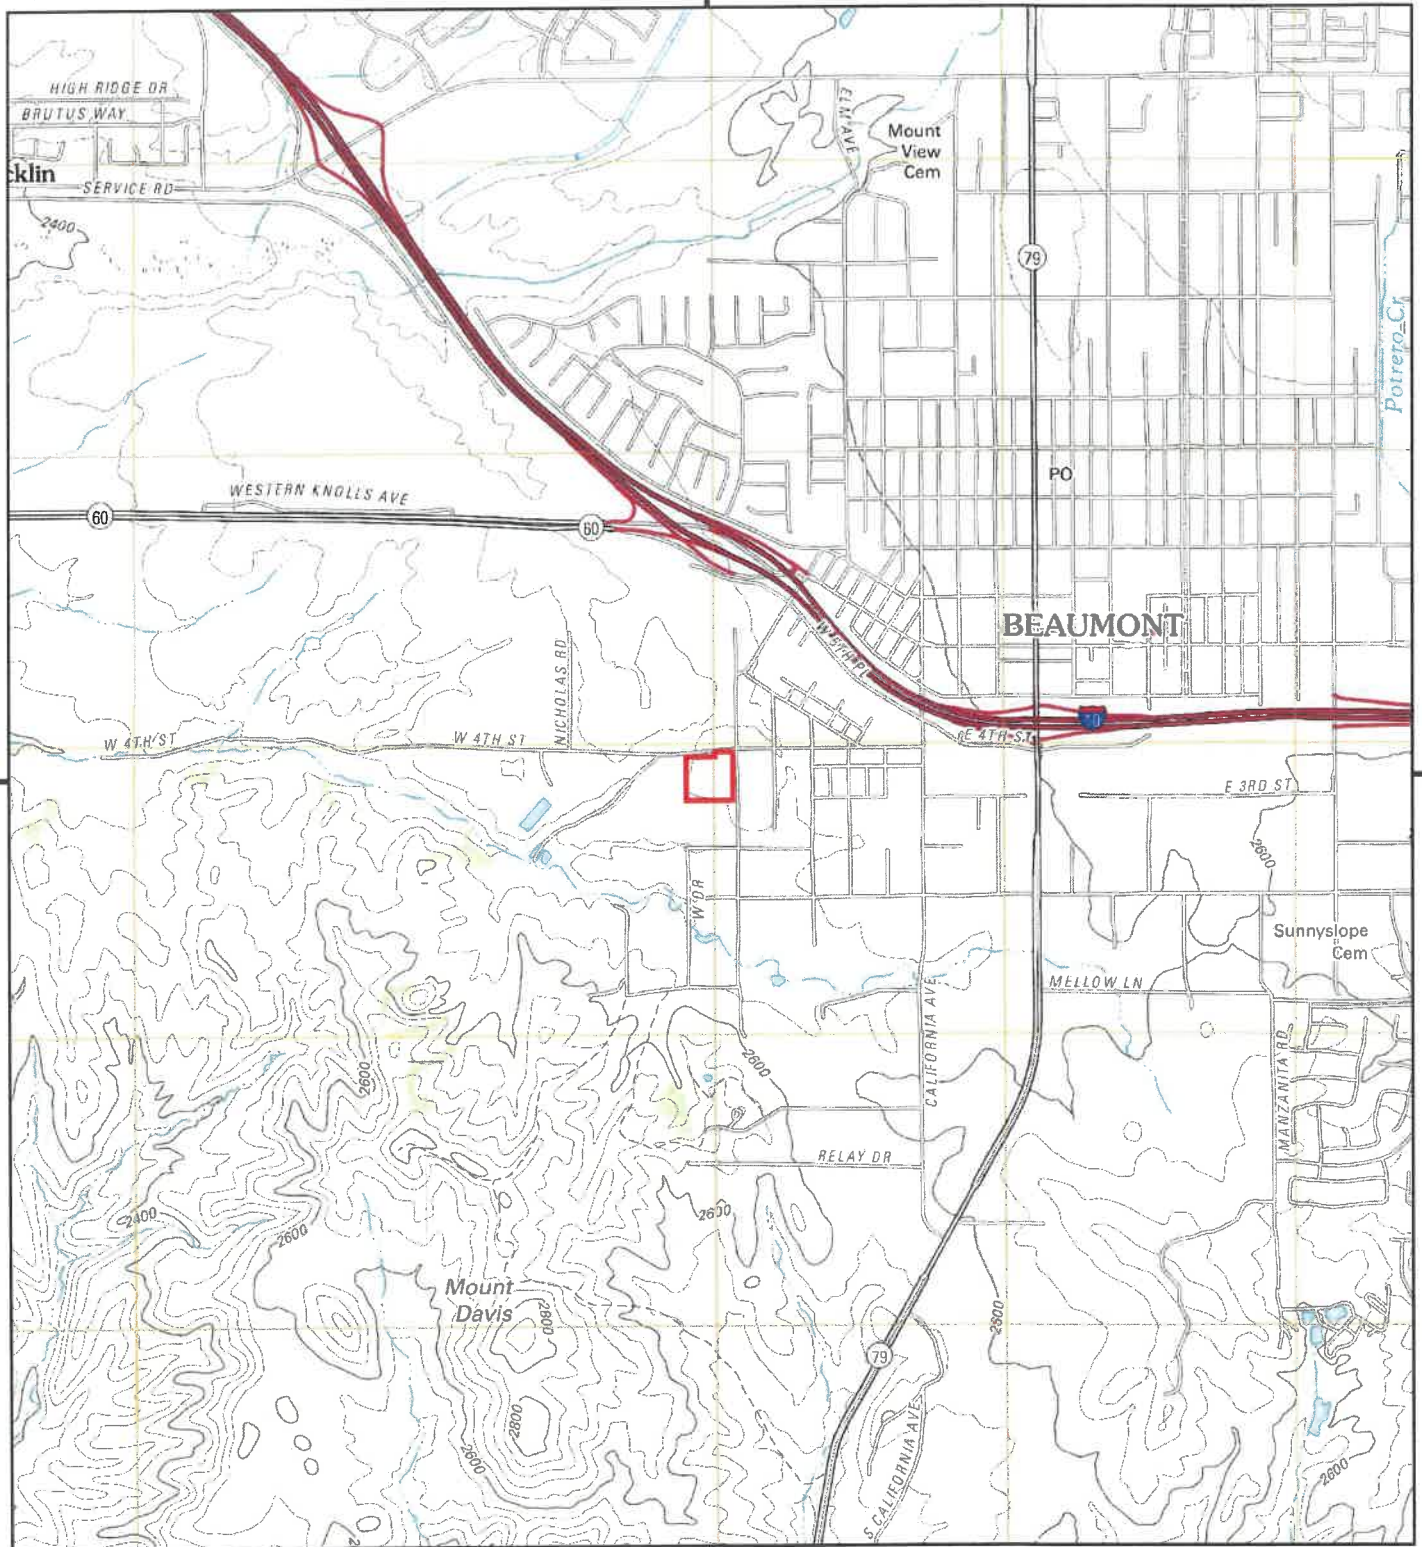 HIGH RIDGE DR
BRUTUS WAY
cklin
SERVICE RD
2400
ELM AVE
Mount
View
Cem
79
Potrero Cr
WESTERN KNOLLS AVE
60
60
PO
BEAUMONT
W 5TH PL
NICHOLAS RD
W 4TH ST
W 4TH ST
E 4TH ST
10
E 3RD ST
2600
W DR
Sunnyslope
Cem
MELLOW LN
CALIFORNIA AVE
MANZANITA RD
2600
2600
RELAY DR
2400
2600
2600
Mount
Davis
2800
2600
79
2800
2600
S CALIFORNIA AVE
2600